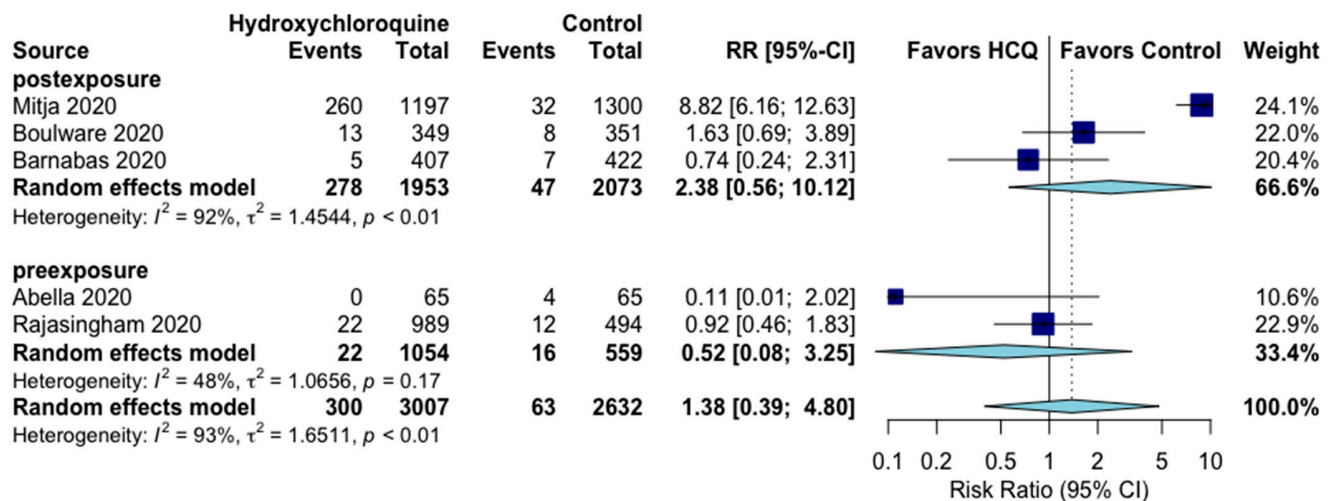 Hydroxychloroquine Control
Source Events Total Events Total RR [95%-CI] Favors HCQ Favors Control Weight
postexposure
Mitja 2020 260 1197 32 1300 8.82 [6.16; 12.63] 24.1%
Boulware 2020 13 349 8 351 1.63 [0.69; 3.89] 22.0%
Barnabas 2020 5 407 7 422 0.74 [0.24; 2.31] 20.4%
Random effects model 278 1953 47 2073 2.38 [0.56; 10.12] 66.6%
Heterogeneity: I² = 92%, τ² = 1.4544, p < 0.01
preexposure
Abella 2020 0 65 4 65 0.11 [0.01; 2.02] 10.6%
Rajasingham 2020 22 989 12 494 0.92 [0.46; 1.83] 22.9%
Random effects model 22 1054 16 559 0.52 [0.08; 3.25] 33.4%
Heterogeneity: I² = 48%, τ² = 1.0656, p = 0.17
Random effects model 300 3007 63 2632 1.38 [0.39; 4.80] 100.0%
Heterogeneity: I² = 93%, τ² = 1.6511, p < 0.01
0.1 0.2 0.5 1 2 5 10
Risk Ratio (95% CI)